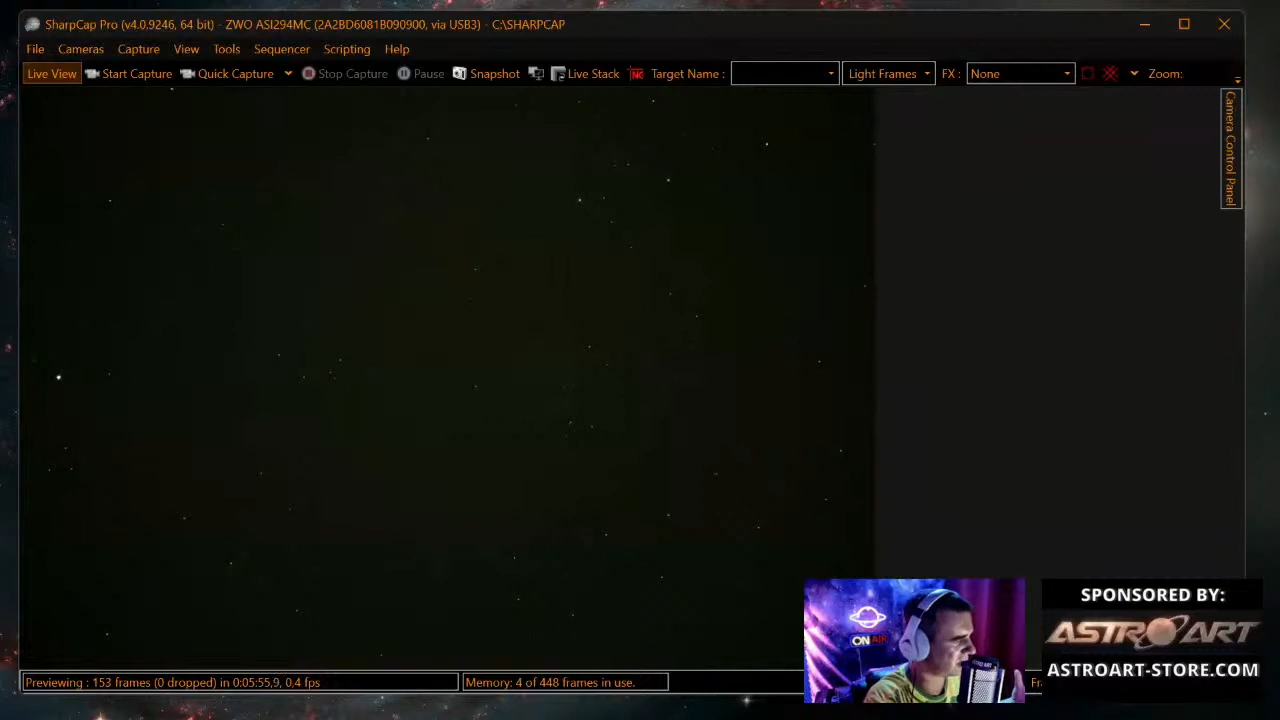 SharpCap Pro (v4.0.9246, 64 bit) - ZWO ASI294MC (2A2BD6081B090900, via USB3) - C:\SHARPCAP
File Cameras Capture View Tools Sequencer Scripting Help
Live View Start Capture Quick Capture Stop Capture Pause Snapshot Live Stack Target Name : Light Frames FX : None Zoom:
Camera Control Panel
ON AIR
SPONSORED BY:
ASTROART
ASTROART-STORE.COM
Previewing : 153 frames (0 dropped) in 0:05:55,9, 0,4 fps Memory: 4 of 448 frames in use.